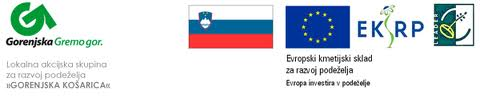 Gorenjska Gremo gor.
Lokalna akcijska skupina
za razvoj podeželja
»GORENJSKA KOŠARICA«
EKSRP
LEADER
Evropski kmetijski sklad
za razvoj podeželja
Evropa investira v podeželje